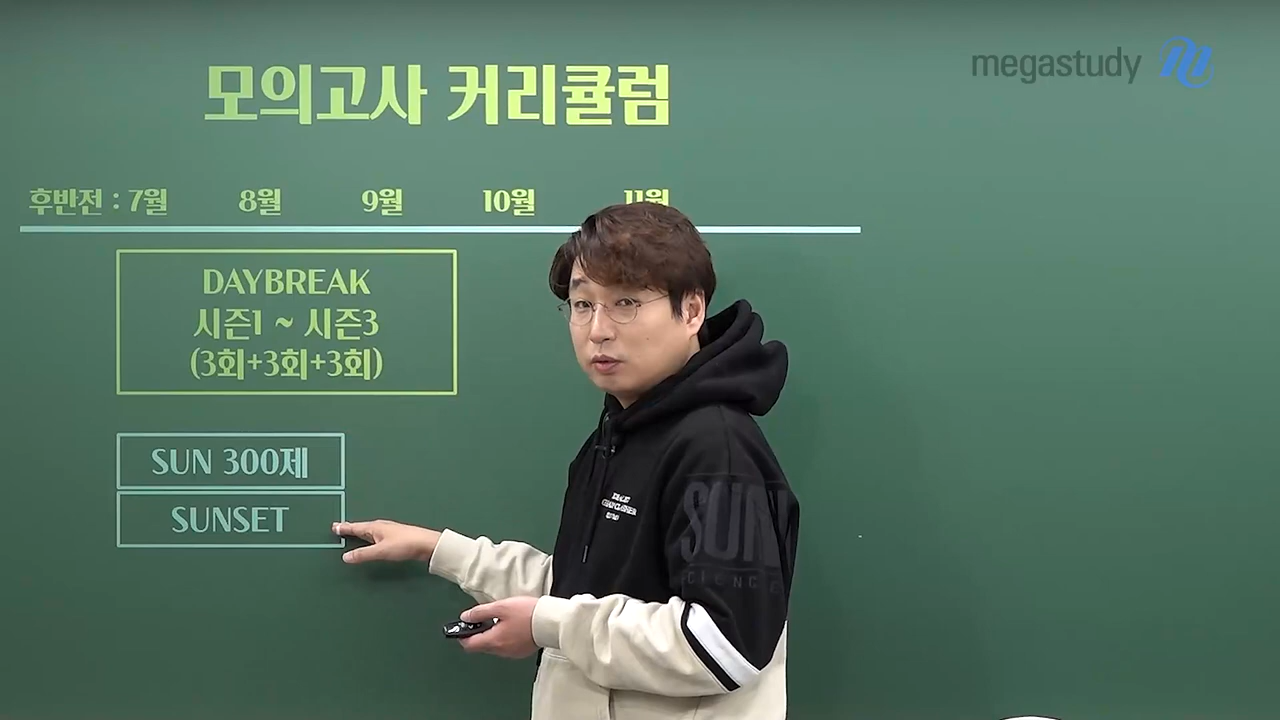 megastudy
모의고사 커리큘럼
후반전 : 7월 8월 9월 10월 11월
DAYBREAK
시즌1 ~ 시즌3
(3회+3회+3회)
SUN 300제
SUNSET
SUN
SCIENCE